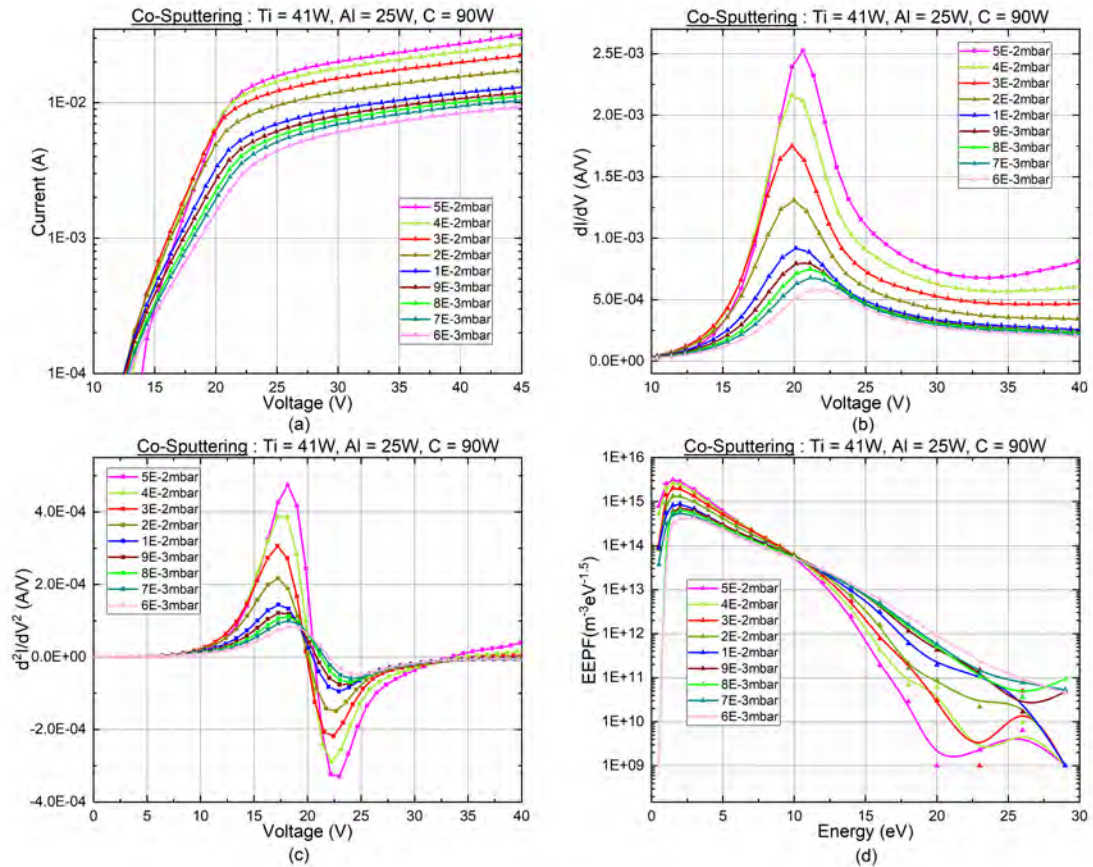 Co-Sputtering : Ti = 41W, Al = 25W, C = 90W
Current (A)
1E-02
1E-03
1E-04
5E-2mbar
4E-2mbar
3E-2mbar
2E-2mbar
1E-2mbar
9E-3mbar
8E-3mbar
7E-3mbar
6E-3mbar
10 15 20 25 30 35 40 45
Voltage (V)
(a)
Co-Sputtering : Ti = 41W, Al = 25W, C = 90W
dI/dV (A/V)
2.5E-03
2.0E-03
1.5E-03
1.0E-03
5.0E-04
0.0E+00
5E-2mbar
4E-2mbar
3E-2mbar
2E-2mbar
1E-2mbar
9E-3mbar
8E-3mbar
7E-3mbar
6E-3mbar
10 15 20 25 30 35 40
Voltage (V)
(b)
Co-Sputtering : Ti = 41W, Al = 25W, C = 90W
d²I/dV² (A/V)
4.0E-04
2.0E-04
0.0E+00
-2.0E-04
-4.0E-04
5E-2mbar
4E-2mbar
3E-2mbar
2E-2mbar
1E-2mbar
9E-3mbar
8E-3mbar
7E-3mbar
6E-3mbar
0 5 10 15 20 25 30 35 40
Voltage (V)
(c)
Co-Sputtering : Ti = 41W, Al = 25W, C = 90W
EEPF(m⁻³eV⁻¹·⁵)
1E+16
1E+15
1E+14
1E+13
1E+12
1E+11
1E+10
1E+09
5E-2mbar
4E-2mbar
3E-2mbar
2E-2mbar
1E-2mbar
9E-3mbar
8E-3mbar
7E-3mbar
6E-3mbar
0 5 10 15 20 25 30
Energy (eV)
(d)